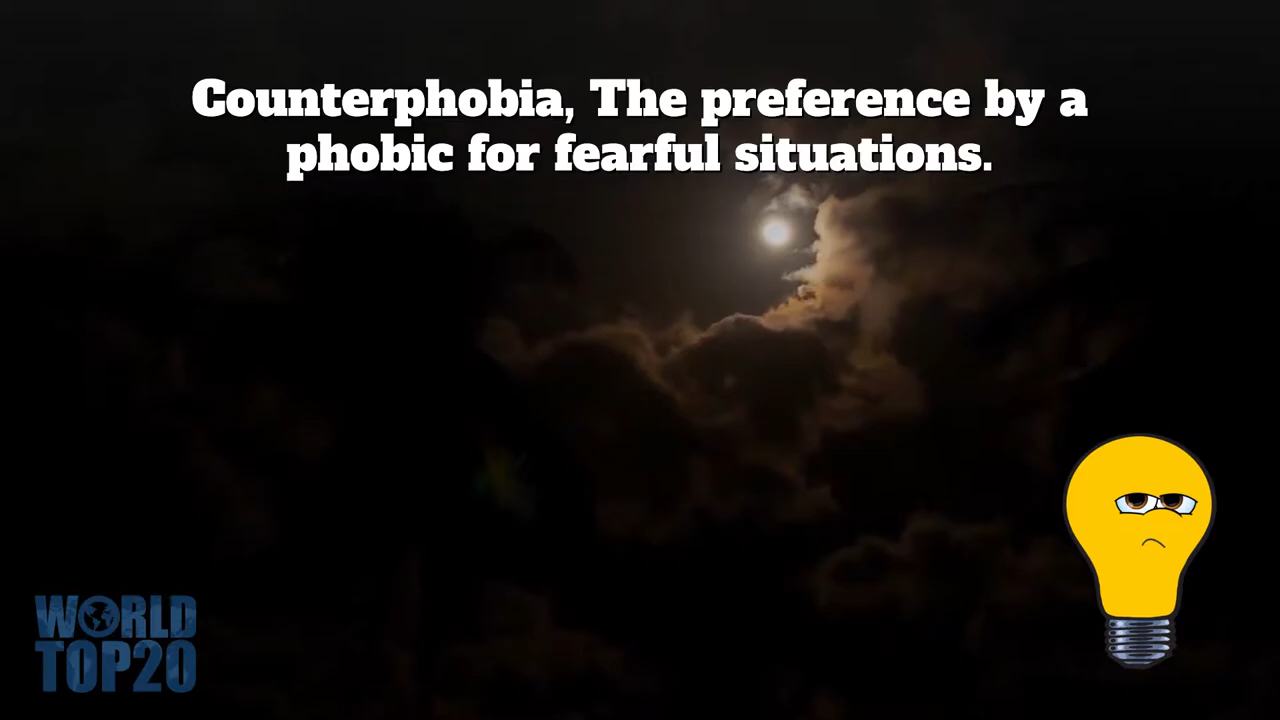 Counterphobia, The preference by a
phobic for fearful situations.
WORLD
TOP20